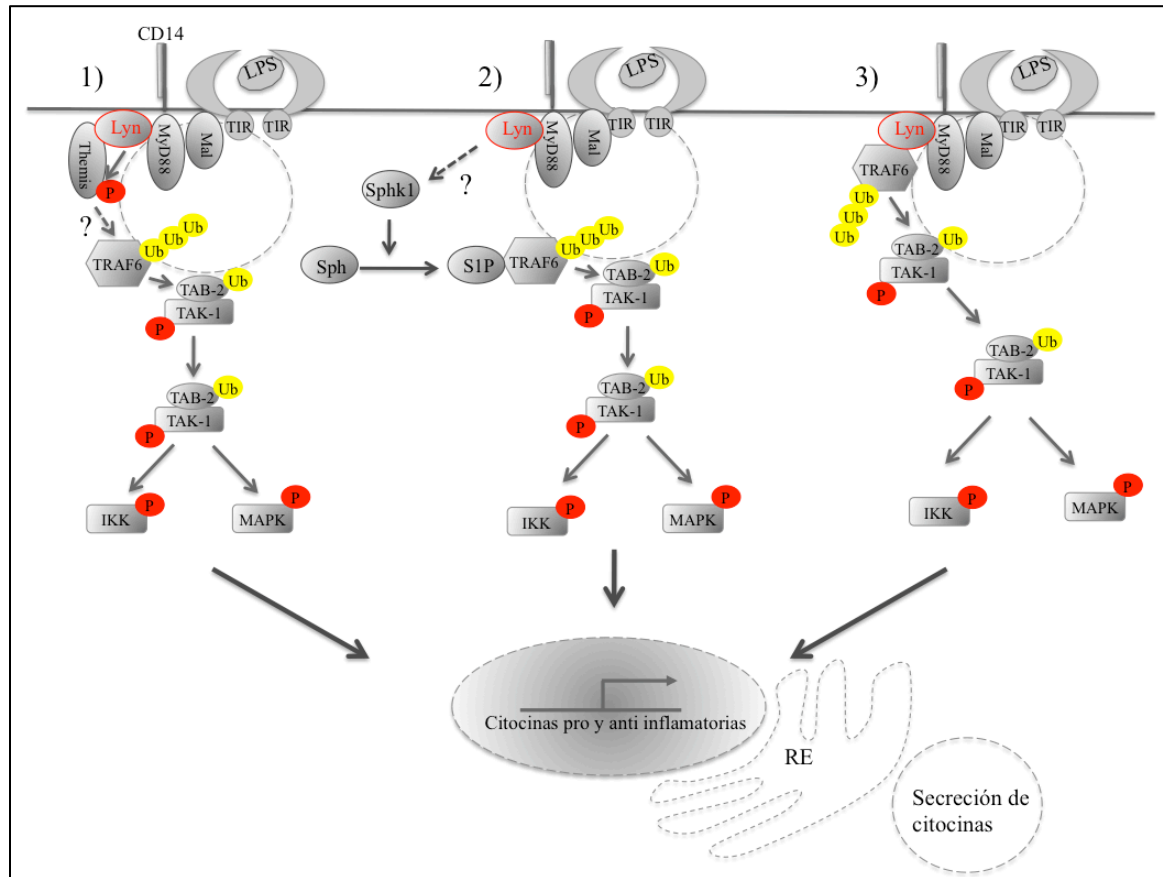 CD14
1)
LPS
Lyn
MyD88
Mal
TIR
TIR
Themis
P
?
TRAF6
Ub
Ub
Ub
TAB-2
Ub
TAK-1
P
TAB-2
Ub
TAK-1
P
IKK
P
MAPK
P
2)
LPS
Lyn
MyD88
Mal
TIR
TIR
?
Sphk1
Sph
S1P
TRAF6
Ub
Ub
Ub
TAB-2
Ub
TAK-1
P
TAB-2
Ub
TAK-1
P
IKK
P
MAPK
P
3)
LPS
Lyn
MyD88
Mal
TIR
TIR
TRAF6
Ub
Ub
Ub
TAB-2
Ub
TAK-1
P
TAB-2
Ub
TAK-1
P
IKK
P
MAPK
P
Citocinas pro y anti inflamatorias
RE
Secreción de
citocinas